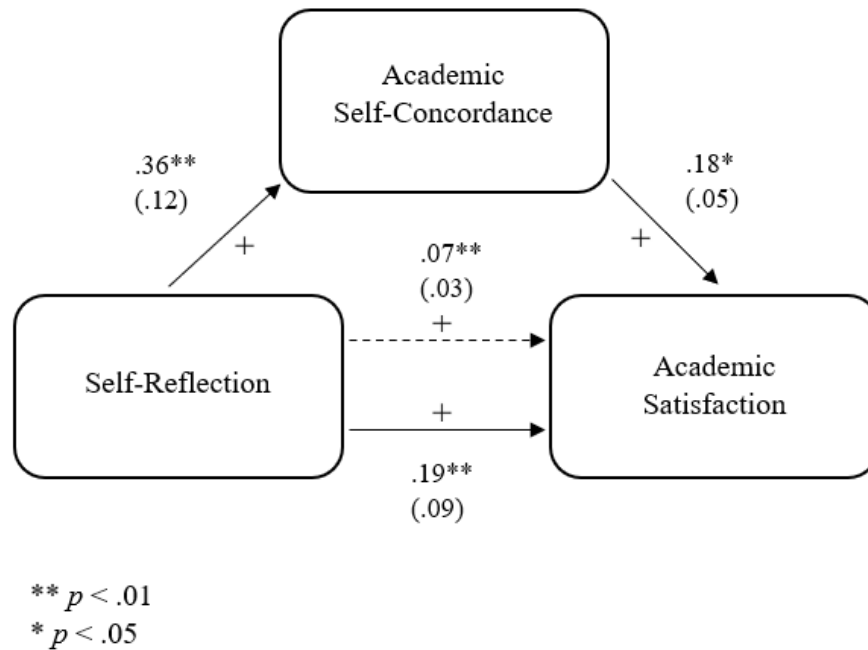 Academic
Self-Concordance
.36**
(.12)
.18*
(.05)
+
+
.07**
(.03)
+
Self-Reflection
Academic
Satisfaction
+
.19**
(.09)
** p < .01
* p < .05